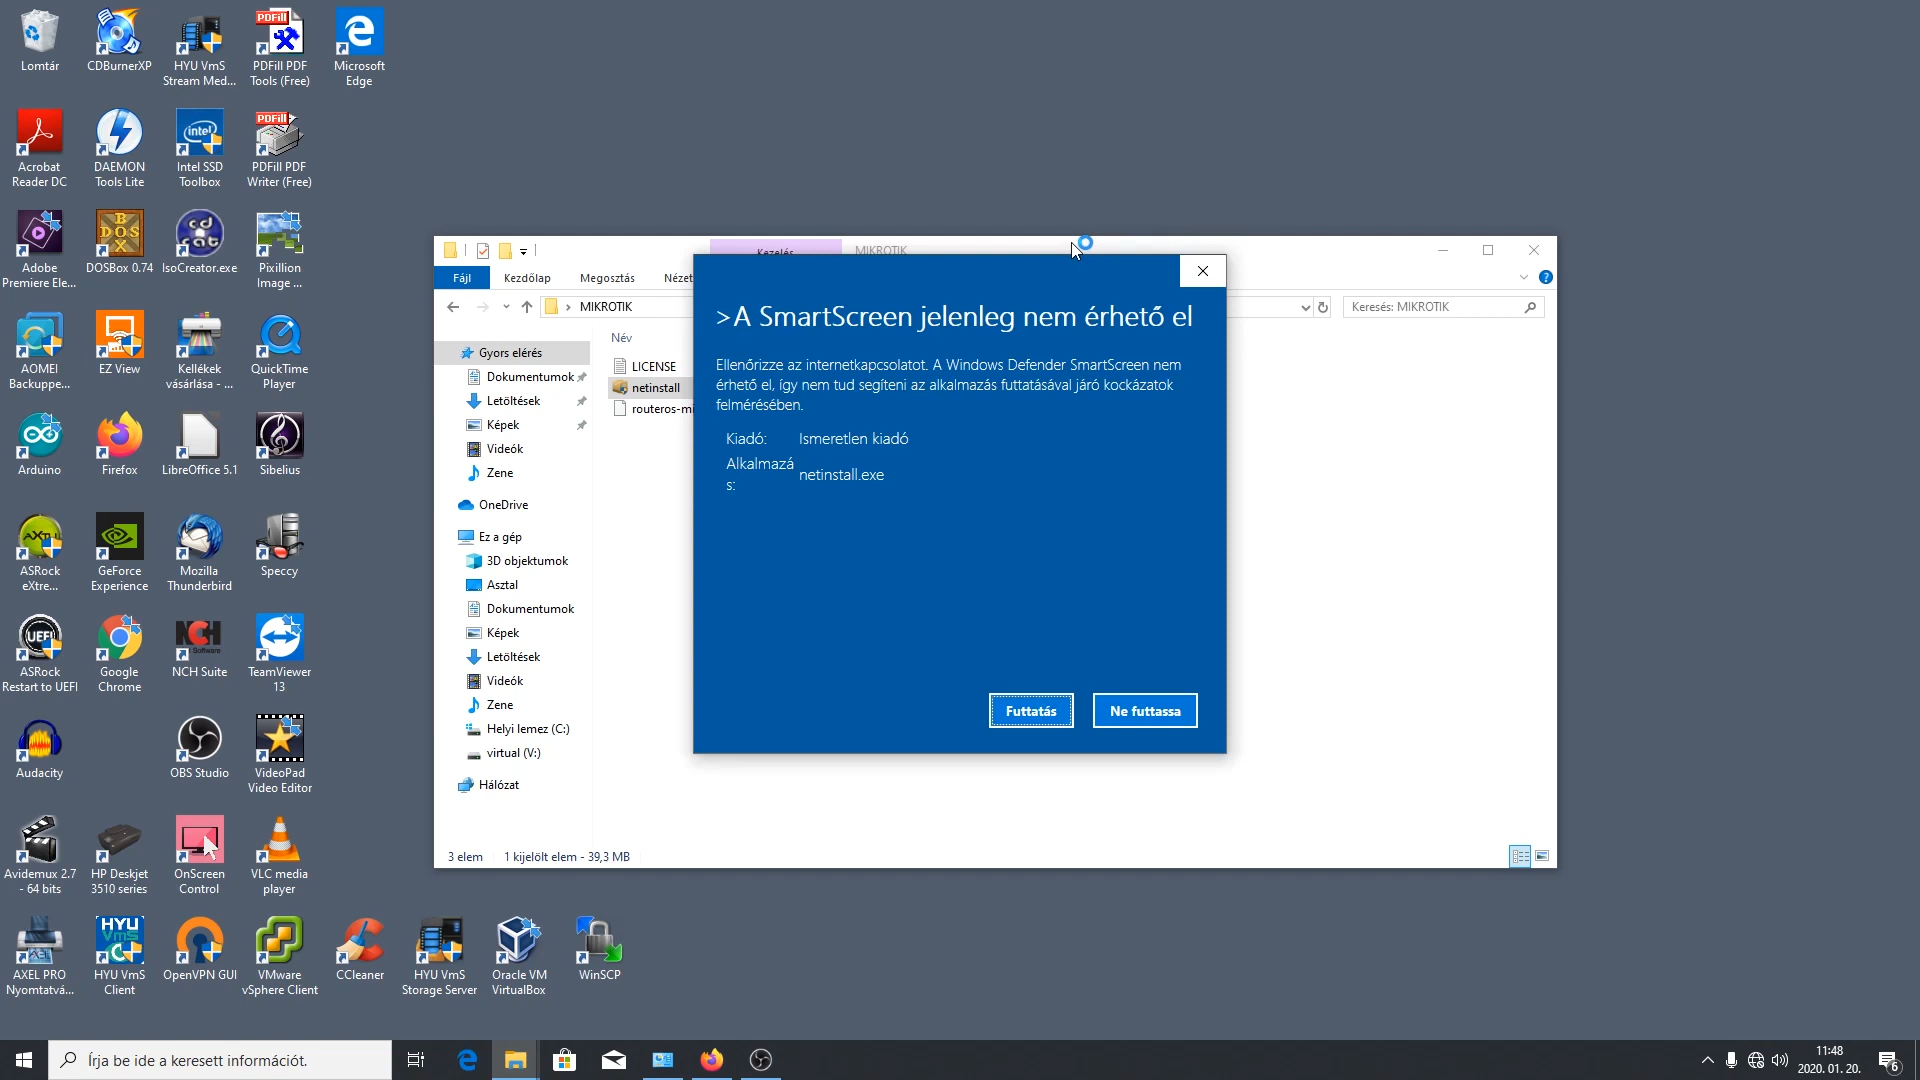 Lomtár
CDBurnerXP
HYU VmS
Stream Med...
PDFill PDF
Tools (Free)
Microsoft
Edge
Acrobat
Reader DC
DAEMON
Tools Lite
Intel SSD
Toolbox
PDFill PDF
Writer (Free)
Adobe
Premiere Ele...
DOSBox 0.74
IsoCreator.exe
Pixillion
Image ...
AOMEI
Backuppe...
EZ View
Kellékek
vásárlása - ...
QuickTime
Player
Arduino
Firefox
LibreOffice 5.1
Sibelius
ASRock
eXtre...
GeForce
Experience
Mozilla
Thunderbird
Speccy
ASRock
Restart to UEFI
Google
Chrome
NCH Suite
TeamViewer
13
Audacity
OBS Studio
VideoPad
Video Editor
Avidemux 2.7
- 64 bits
HP Deskjet
3510 series
OnScreen
Control
VLC media
player
AXEL PRO
Nyomtatvá...
HYU VmS
Client
OpenVPN GUI
VMware
vSphere Client
CCleaner
HYU VmS
Storage Server
Oracle VM
VirtualBox
WinSCP
Kezelés
MIKROTIK
Fájl
Kezdőlap
Megosztás
Nézet
MIKROTIK
Keresés: MIKROTIK
Gyors elérés
Dokumentumok
Letöltések
Képek
Videók
Zene
OneDrive
Ez a gép
3D objektumok
Asztal
Dokumentumok
Képek
Letöltések
Videók
Zene
Helyi lemez (C:)
virtual (V:)
Hálózat
Név
LICENSE
netinstall
routeros-mi
3 elem
1 kijelölt elem - 39,3 MB
>A SmartScreen jelenleg nem érhető el
Ellenőrizze az internetkapcsolatot. A Windows Defender SmartScreen nem
érhető el, így nem tud segíteni az alkalmazás futtatásával járó kockázatok
felmérésében.
Kiadó: Ismeretlen kiadó
Alkalmazá
s: netinstall.exe
Futtatás
Ne futtassa
Írja be ide a keresett információt.
11:48
2020. 01. 20.
6